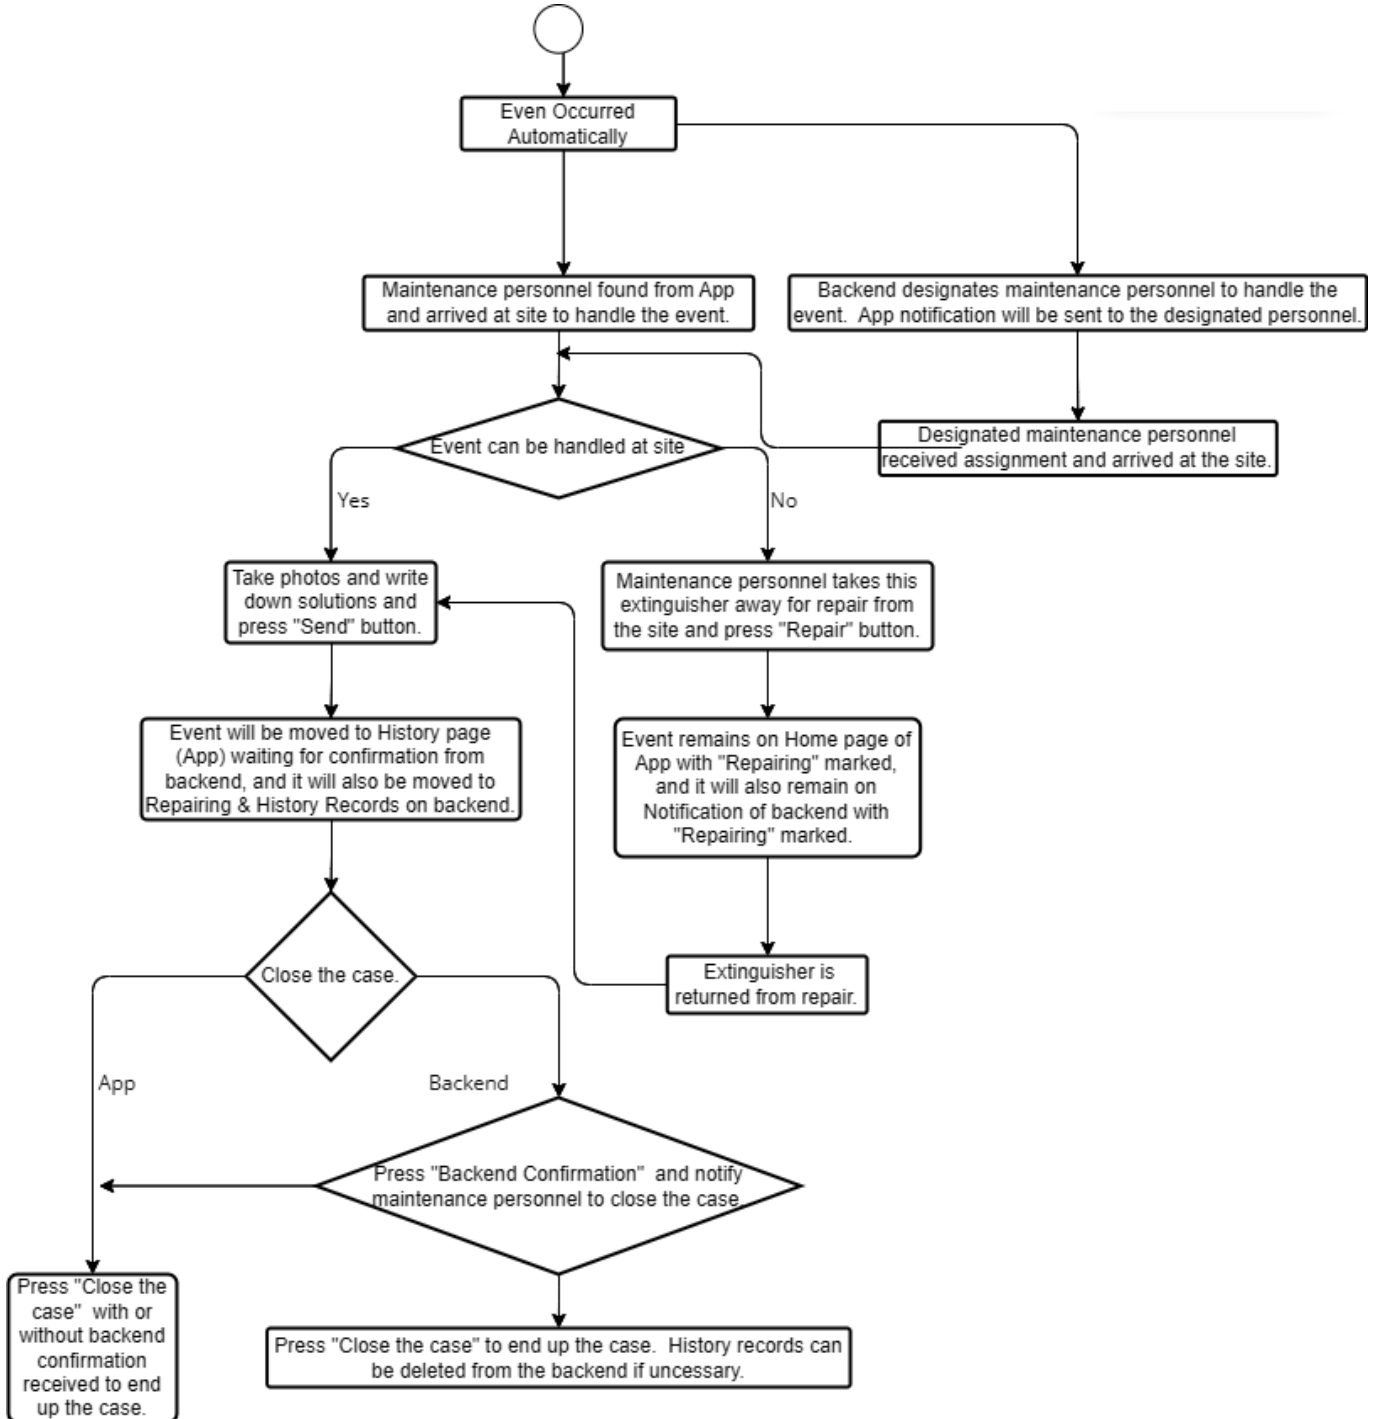 Even Occurred
Automatically
Maintenance personnel found from App
and arrived at site to handle the event.
Backend designates maintenance personnel to handle the
event.  App notification will be sent to the designated personnel.
Designated maintenance personnel
received assignment and arrived at the site.
Event can be handled at site
Yes
No
Take photos and write
down solutions and
press "Send" button.
Maintenance personnel takes this
extinguisher away for repair from
the site and press "Repair" button.
Event will be moved to History page
(App) waiting for confirmation from
backend, and it will also be moved to
Repairing & History Records on backend.
Event remains on Home page of
App with "Repairing" marked,
and it will also remain on
Notification of backend with
"Repairing" marked.
Close the case.
Extinguisher is
returned from repair.
App
Backend
Press "Backend Confirmation"  and notify
maintenance personnel to close the case.
Press "Close the
case"  with or
without backend
confirmation
received to end
up the case.
Press "Close the case" to end up the case.  History records can
be deleted from the backend if uncessary.